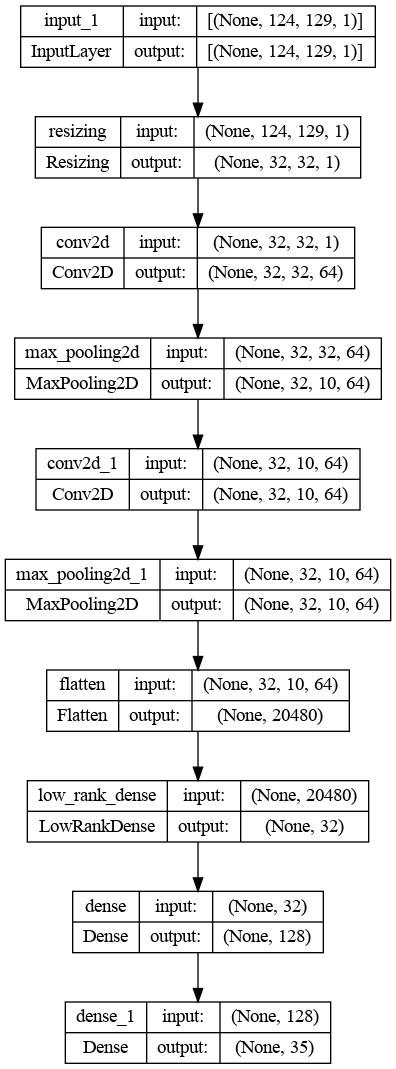 input_1 input: [(None, 124, 129, 1)]
InputLayer output: [(None, 124, 129, 1)]
resizing input: (None, 124, 129, 1)
Resizing output: (None, 32, 32, 1)
conv2d input: (None, 32, 32, 1)
Conv2D output: (None, 32, 32, 64)
max_pooling2d input: (None, 32, 32, 64)
MaxPooling2D output: (None, 32, 10, 64)
conv2d_1 input: (None, 32, 10, 64)
Conv2D output: (None, 32, 10, 64)
max_pooling2d_1 input: (None, 32, 10, 64)
MaxPooling2D output: (None, 32, 10, 64)
flatten input: (None, 32, 10, 64)
Flatten output: (None, 20480)
low_rank_dense input: (None, 20480)
LowRankDense output: (None, 32)
dense input: (None, 32)
Dense output: (None, 128)
dense_1 input: (None, 128)
Dense output: (None, 35)